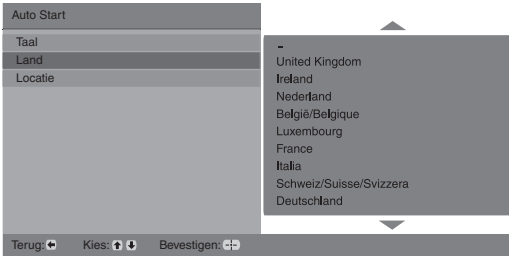 Auto Start
Taal
Land
Locatie
-
United Kingdom
Ireland
Nederland
België/Belgique
Luxembourg
France
Italia
Schweiz/Suisse/Svizzera
Deutschland
Terug: Kies: Bevestigen: